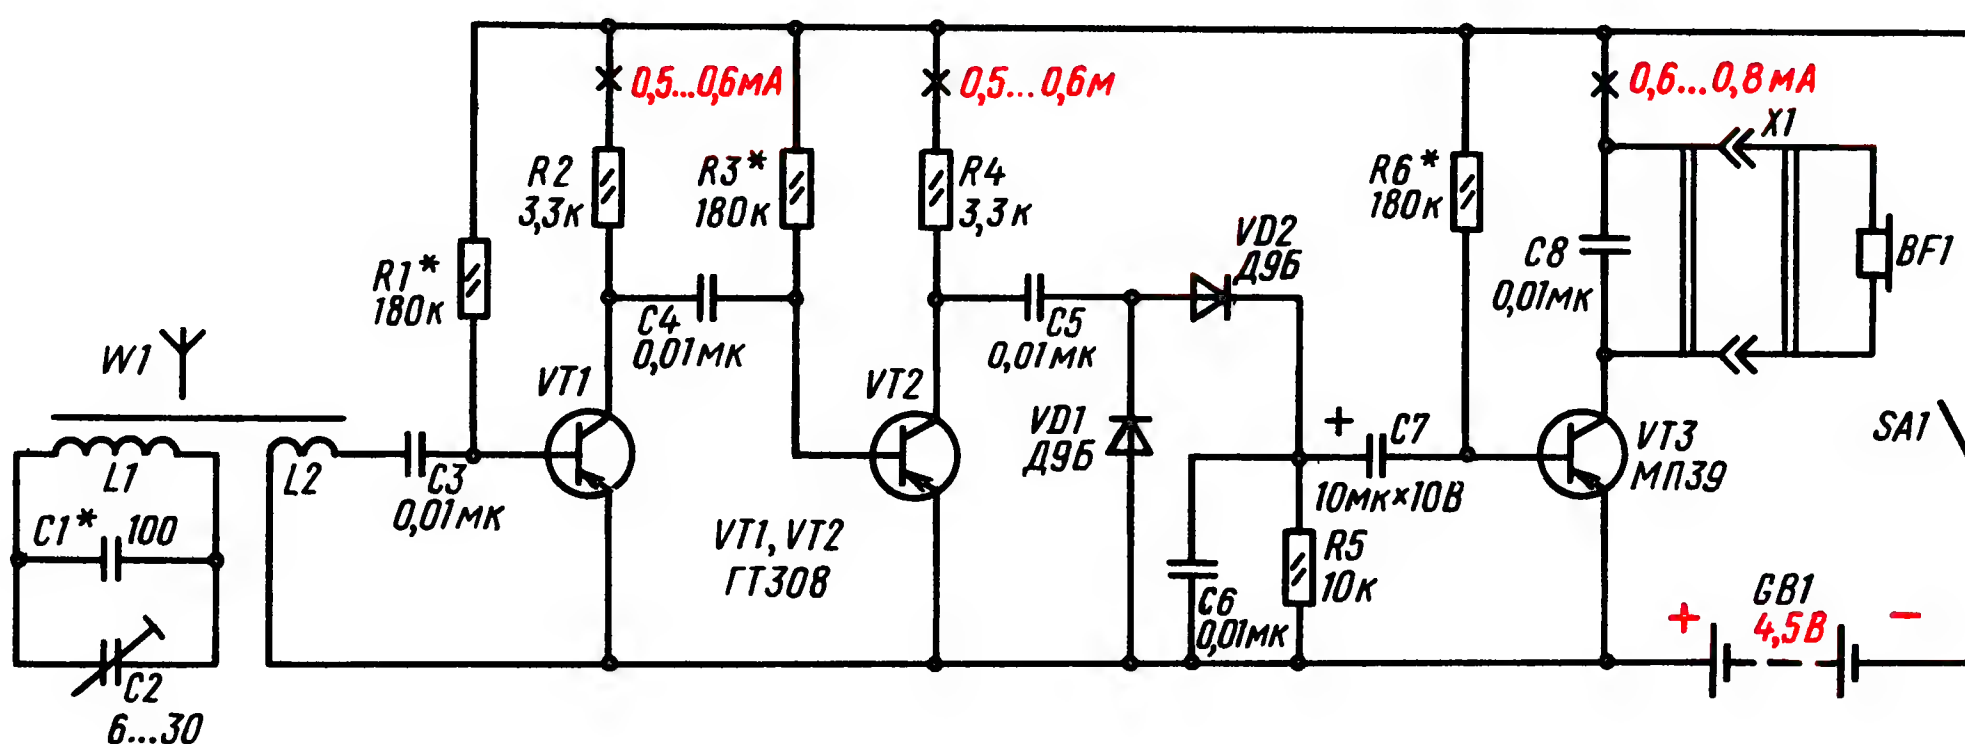 0,5...0,6мА
0,5...0,6м
0,6...0,8мА
X1
R2
3,3к
R3*
180к
R4
3,3к
R6*
180к
VD2
Д9Б
C8
0,01мк
BF1
R1*
180к
C4
0,01мк
C5
0,01мк
W1
VT1
VT2
VD1
Д9Б
+
C7
10мк×10В
VT3
МП39
SA1
L1
L2
C3
0,01мк
C1*
100
VT1, VT2
ГТ308
R5
10к
C6
0,01мк
GB1
+
4,5В
−
C2
6...30